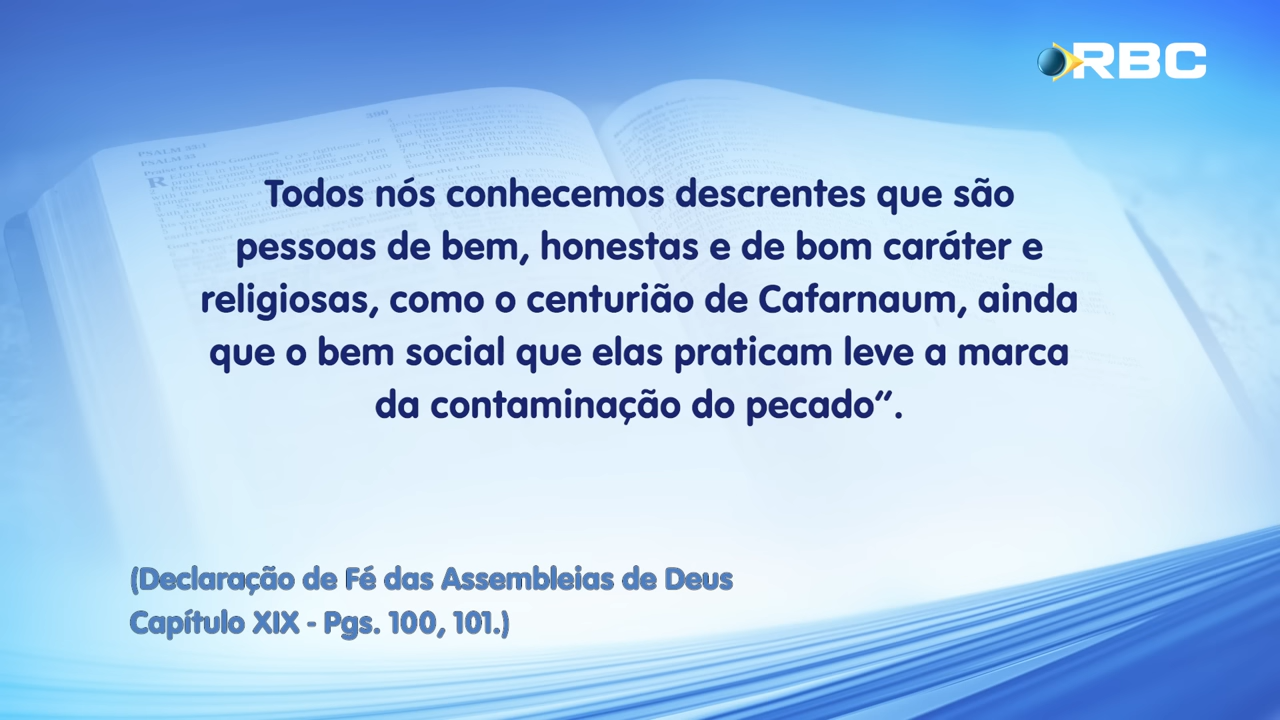 RBC
PSALM 33
Todos nós conhecemos descrentes que são
pessoas de bem, honestas e de bom caráter e
religiosas, como o centurião de Cafarnaum, ainda
que o bem social que elas praticam leve a marca
da contaminação do pecado”.
(Declaração de Fé das Assembleias de Deus
Capítulo XIX - Pgs. 100, 101.)